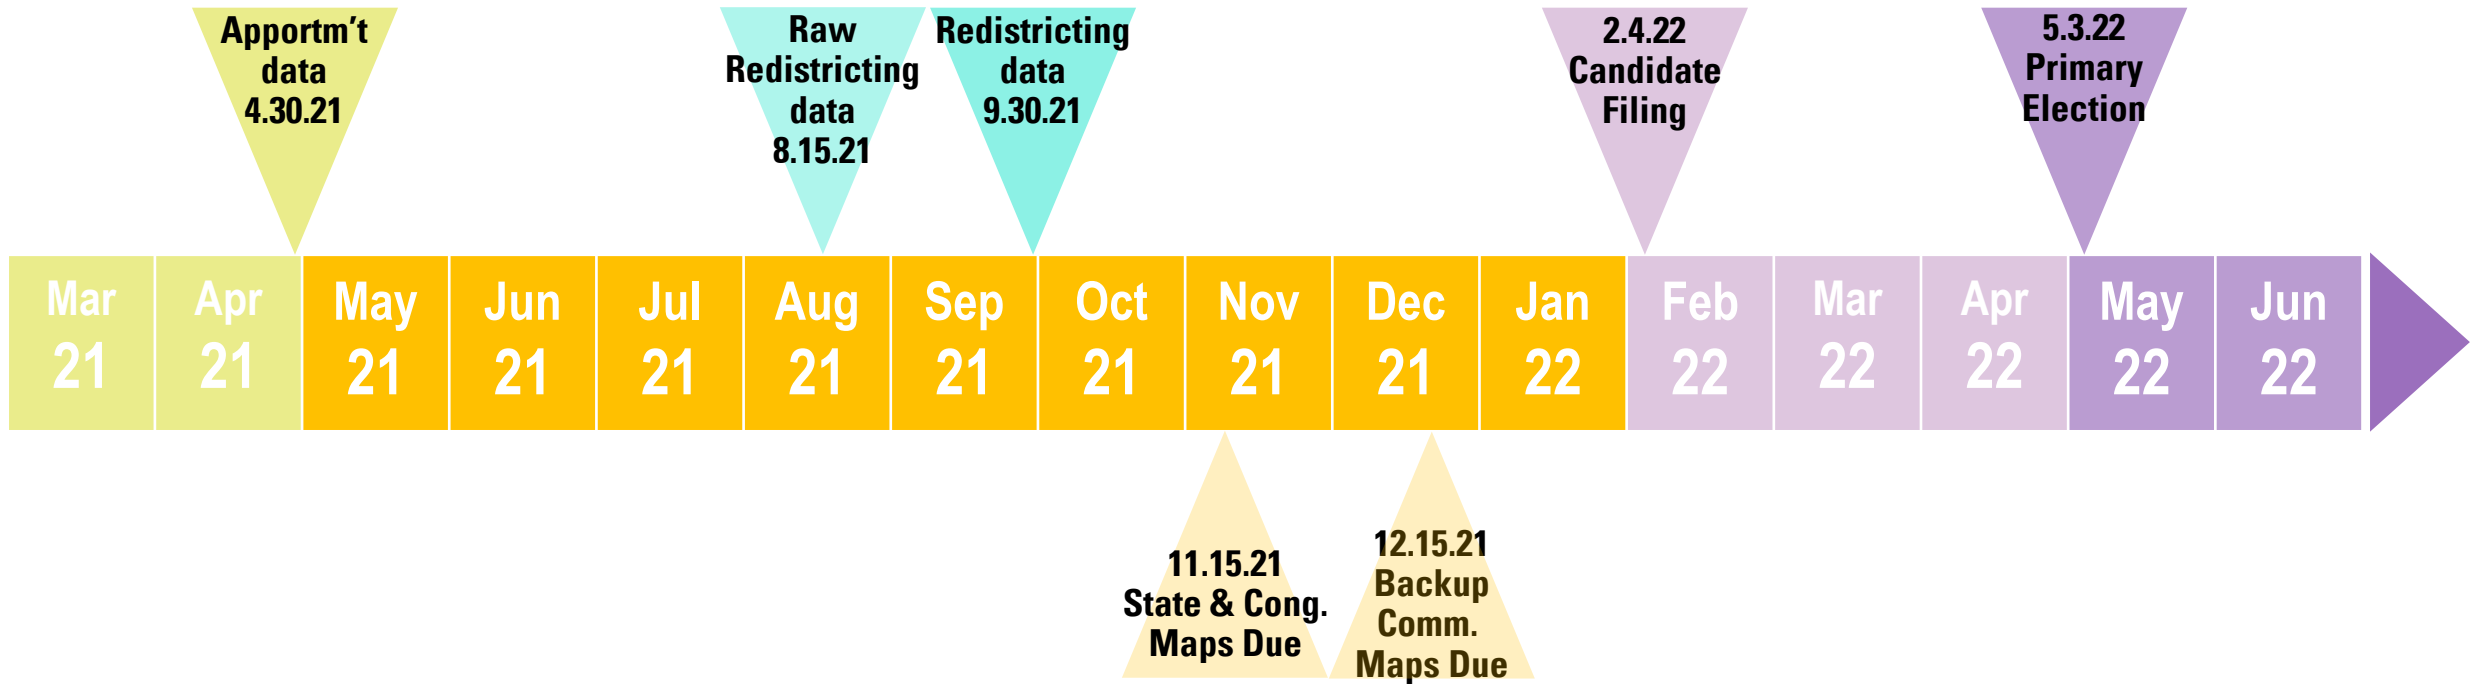 Apportm't
data
4.30.21
Raw
Redistricting
data
8.15.21
Redistricting
data
9.30.21
2.4.22
Candidate
Filing
5.3.22
Primary
Election
Mar
21
Apr
21
May
21
Jun
21
Jul
21
Aug
21
Sep
21
Oct
21
Nov
21
Dec
21
Jan
22
Feb
22
Mar
22
Apr
22
May
22
Jun
22
11.15.21
State & Cong.
Maps Due
12.15.21
Backup
Comm.
Maps Due